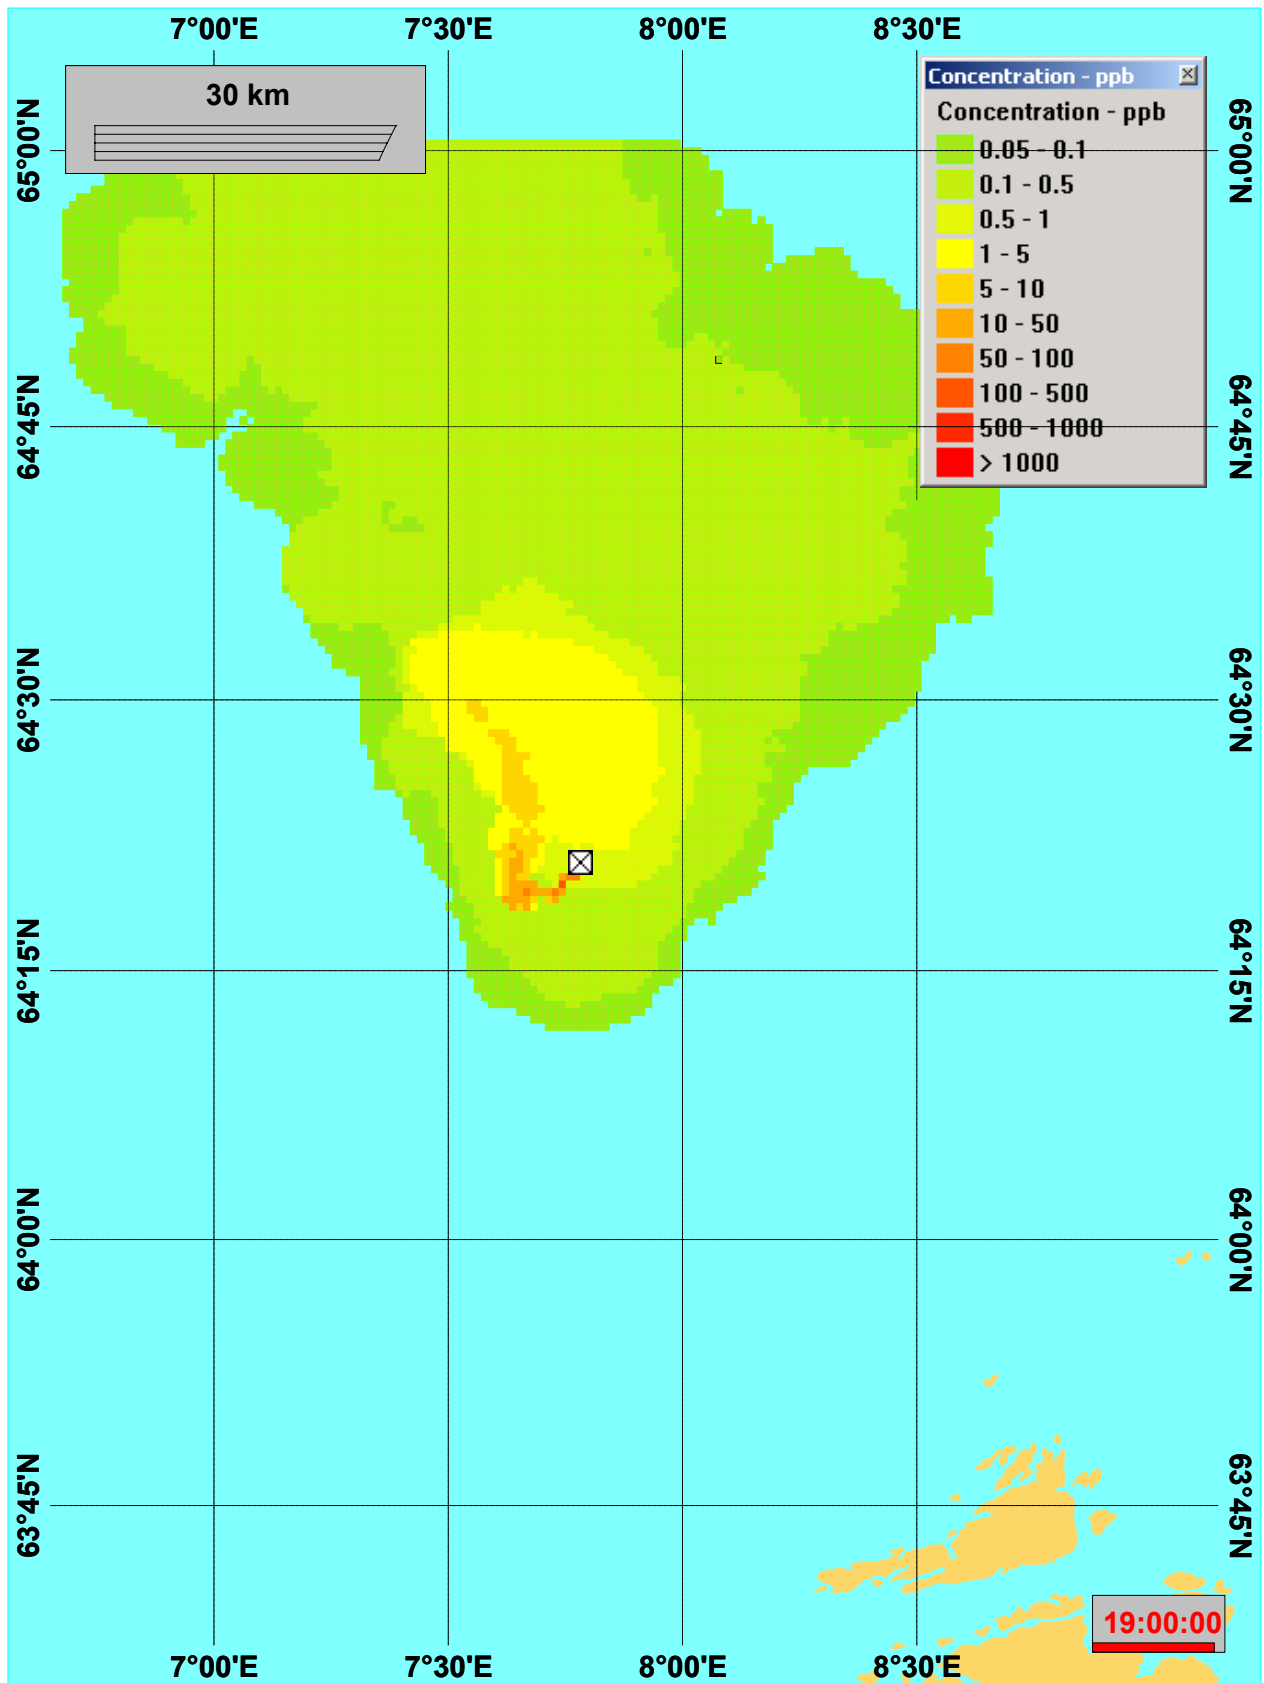 7°00'E 7°30'E 8°00'E 8°30'E
30 km
Concentration - ppb
Concentration - ppb
0.05 - 0.1
0.1 - 0.5
0.5 - 1
1 - 5
5 - 10
10 - 50
50 - 100
100 - 500
500 - 1000
> 1000
65°00'N 65°00'N
64°45'N 64°45'N
64°30'N 64°30'N
64°15'N 64°15'N
64°00'N 64°00'N
63°45'N 63°45'N
19:00:00
7°00'E 7°30'E 8°00'E 8°30'E